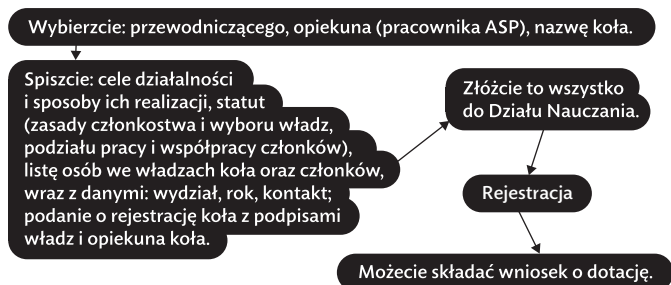 Wybierzcie: przewodniczącego, opiekuna (pracownika ASP), nazwę koła.
Spiszcie: cele działalności
i sposoby ich realizacji, statut
(zasady członkostwa i wyboru władz,
podziału pracy i współpracy członków),
listę osób we władzach koła oraz członków,
wraz z danymi: wydział, rok, kontakt;
podanie o rejestrację koła z podpisami
władz i opiekuna koła.
Złóżcie to wszystko
do Działu Nauczania.
Rejestracja
Możecie składać wniosek o dotację.